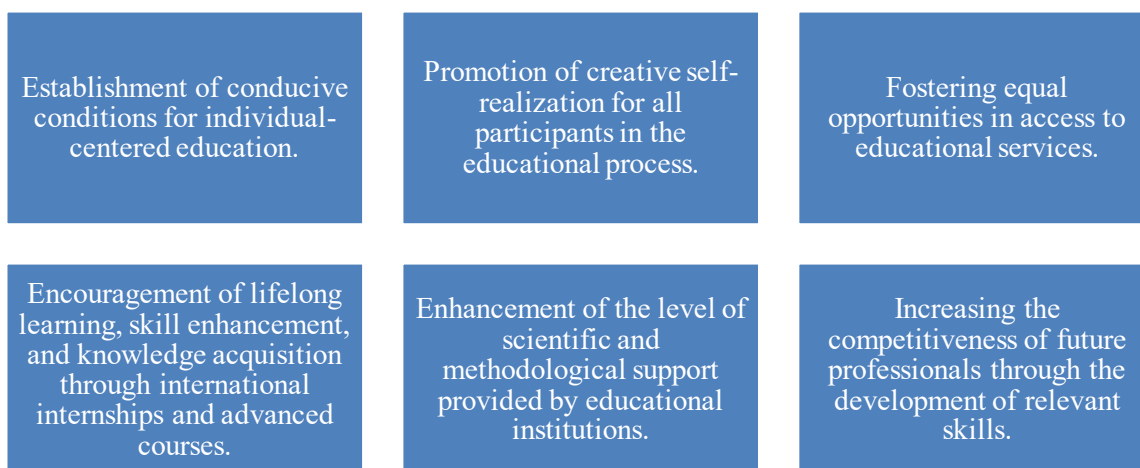 Establishment of conducive
conditions for individual-
centered education.
Promotion of creative self-
realization for all
participants in the
educational process.
Fostering equal
opportunities in access to
educational services.
Encouragement of lifelong
learning, skill enhancement,
and knowledge acquisition
through international
internships and advanced
courses.
Enhancement of the level of
scientific and
methodological support
provided by educational
institutions.
Increasing the
competitiveness of future
professionals through the
development of relevant
skills.